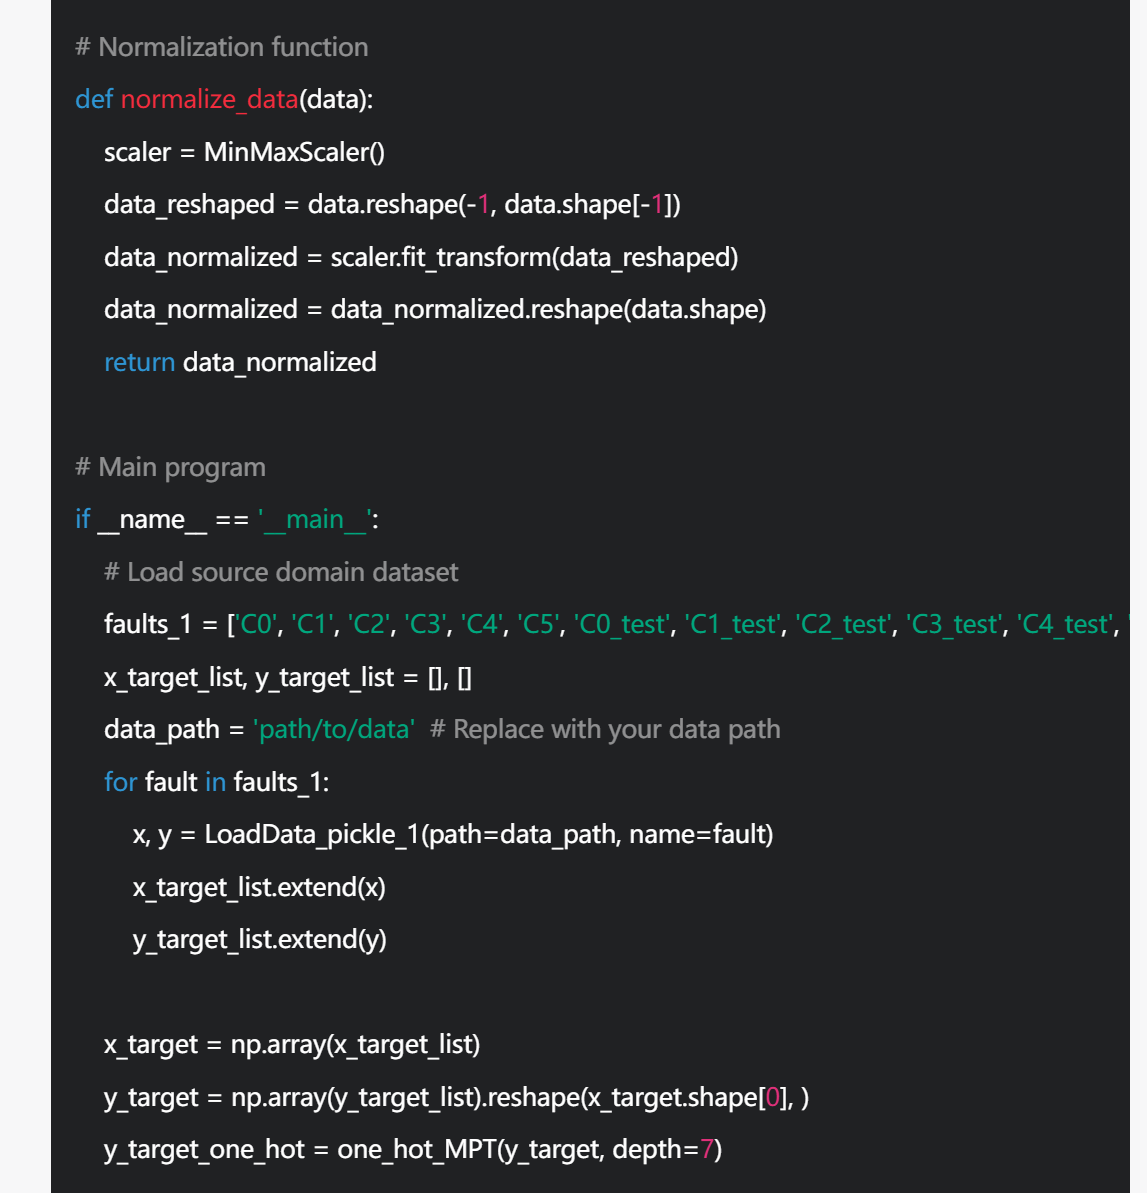 # Normalization function
def normalize_data(data):
scaler = MinMaxScaler()
data_reshaped = data.reshape(-1, data.shape[-1])
data_normalized = scaler.fit_transform(data_reshaped)
data_normalized = data_normalized.reshape(data.shape)
return data_normalized
# Main program
if __name__ == '__main__':
# Load source domain dataset
faults_1 = ['C0', 'C1', 'C2', 'C3', 'C4', 'C5', 'C0_test', 'C1_test', 'C2_test', 'C3_test', 'C4_test', '
x_target_list, y_target_list = [], []
data_path = 'path/to/data' # Replace with your data path
for fault in faults_1:
x, y = LoadData_pickle_1(path=data_path, name=fault)
x_target_list.extend(x)
y_target_list.extend(y)
x_target = np.array(x_target_list)
y_target = np.array(y_target_list).reshape(x_target.shape[0], )
y_target_one_hot = one_hot_MPT(y_target, depth=7)